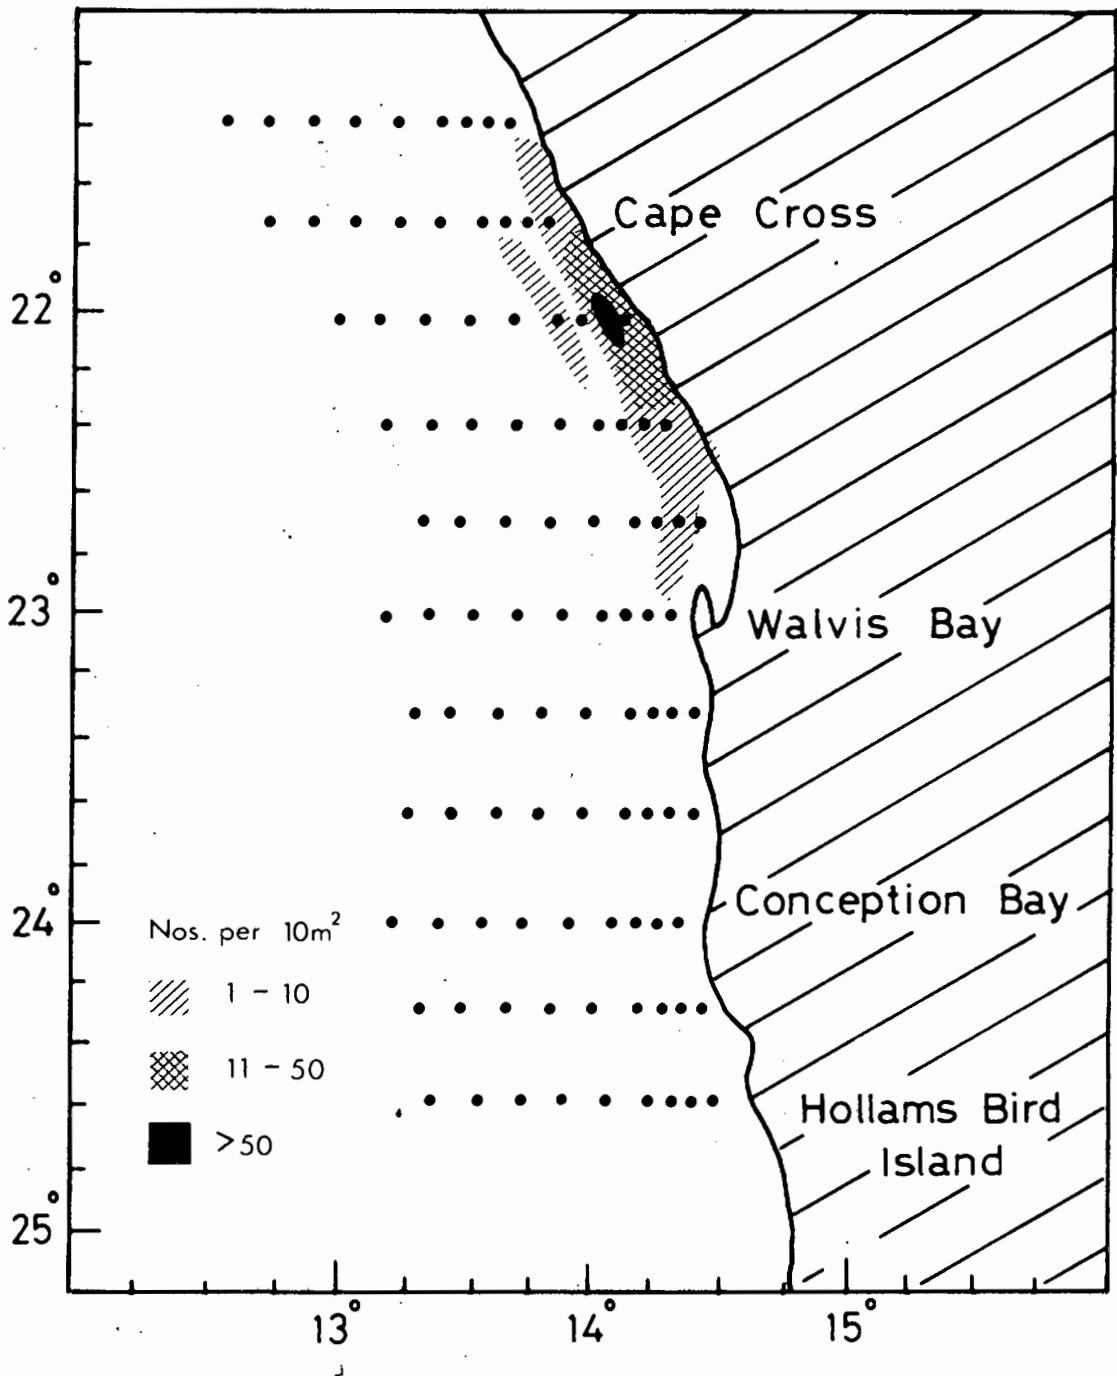 Cape Cross
22°
23°
Walvis Bay
Conception Bay
24°
Nos. per 10m²
1 - 10
11 - 50
>50
Hollams Bird
Island
25°
13°
14°
15°